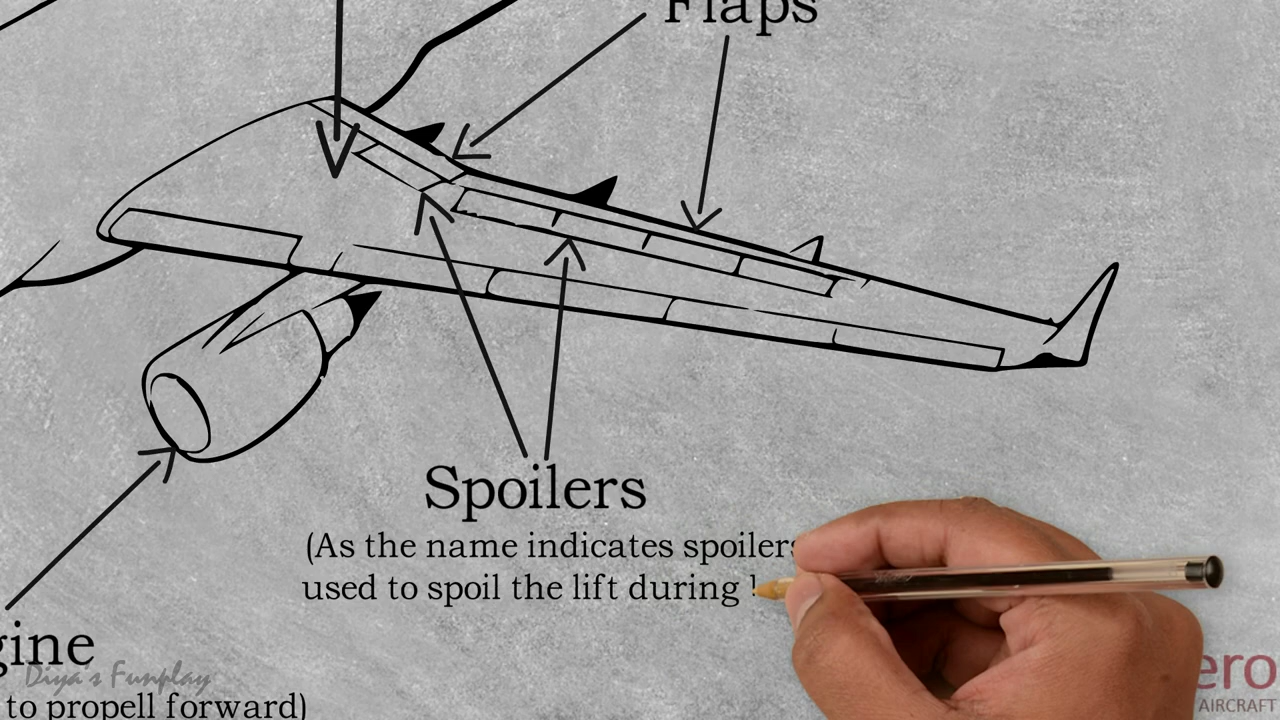 Flaps
Spoilers
(As the name indicates spoilers
used to spoil the lift during
gine
Diya's Funplay
to propell forward)
ero
AIRCRAFT